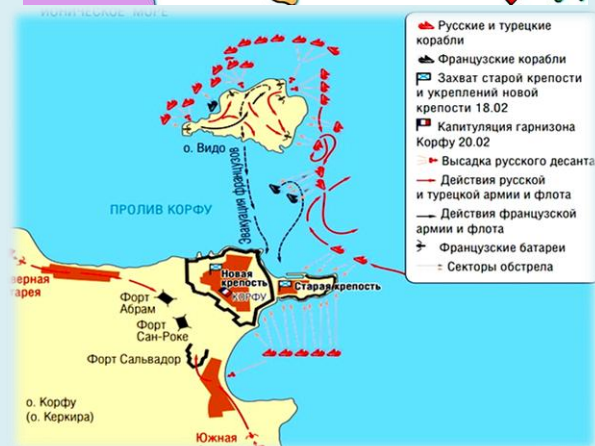 ИОНИЧЕСКОЕ МОРЕ
о. Видо
ПРОЛИВ КОРФУ
Эвакуация французов
Новая
крепость
КОРФУ
Старая крепость
Форт
Абрам
Форт
Сан-Роке
Форт Сальвадор
о. Корфу
(о. Керкира)
Южная
Русские и турецкие
корабли
Французские корабли
Захват старой крепости
и укреплений новой
крепости 18.02
Капитуляция гарнизона
Корфу 20.02
Высадка русского десанта
Действия русской
и турецкой армии и флота
Действия французской
армии и флота
Французские батареи
Секторы обстрела